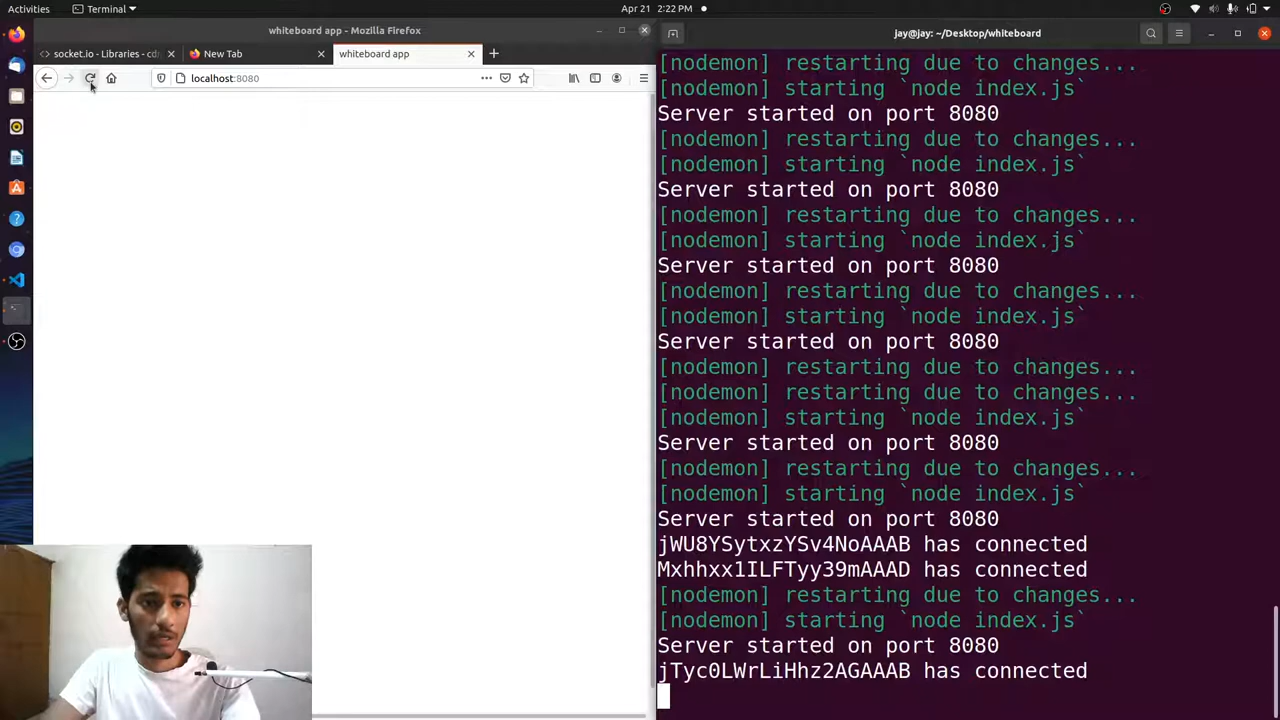 Activities
Terminal
Apr 21 2:22 PM
whiteboard app - Mozilla Firefox
jay@jay: ~/Desktop/whiteboard
socket.io - Libraries - cd
New Tab
whiteboard app
localhost:8080
[nodemon] restarting due to changes...
[nodemon] starting `node index.js`
Server started on port 8080
[nodemon] restarting due to changes...
[nodemon] starting `node index.js`
Server started on port 8080
[nodemon] restarting due to changes...
[nodemon] starting `node index.js`
Server started on port 8080
[nodemon] restarting due to changes...
[nodemon] starting `node index.js`
Server started on port 8080
[nodemon] restarting due to changes...
[nodemon] restarting due to changes...
[nodemon] starting `node index.js`
Server started on port 8080
[nodemon] restarting due to changes...
[nodemon] starting `node index.js`
Server started on port 8080
jWU8YSytxzYSv4NoAAAB has connected
Mxhhxx1ILFTyy39mAAAD has connected
[nodemon] restarting due to changes...
[nodemon] starting `node index.js`
Server started on port 8080
jTyc0LWrLiHhz2AGAAAB has connected